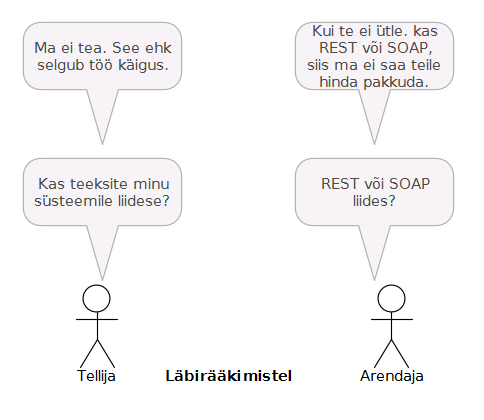 Ma ei tea. See ehk
selgub töö käigus.
Kui te ei ütle. kas
REST või SOAP,
siis ma ei saa teile
hinda pakkuda.
Kas teeksite minu
süsteemile liidese?
REST või SOAP
liides?
Tellija
Läbirääkimistel
Arendaja